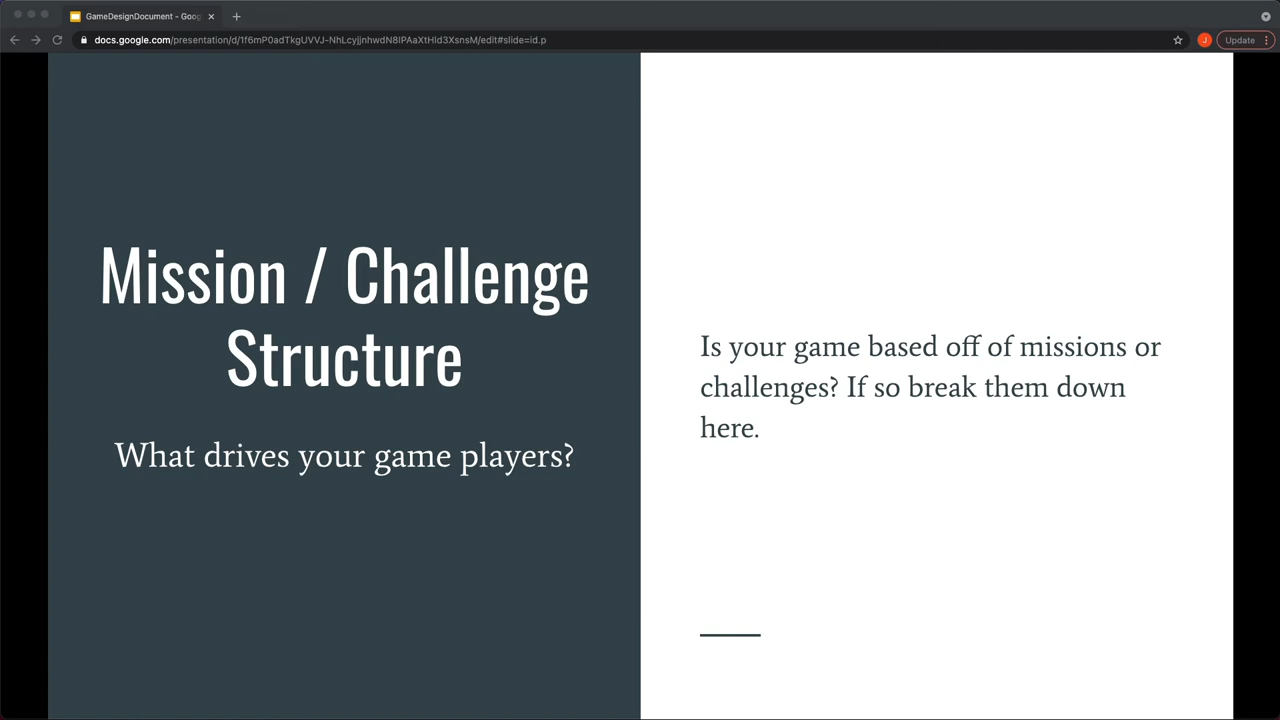 GameDesignDocument - Goog
docs.google.com/presentation/d/1f6mP0adTkgUVVJ-NhLcyjjnhwdN8lPAaXtHld3XsnsM/edit#slide=id.p
J
Update
Mission / Challenge
Structure
What drives your game players?
Is your game based off of missions or
challenges? If so break them down
here.